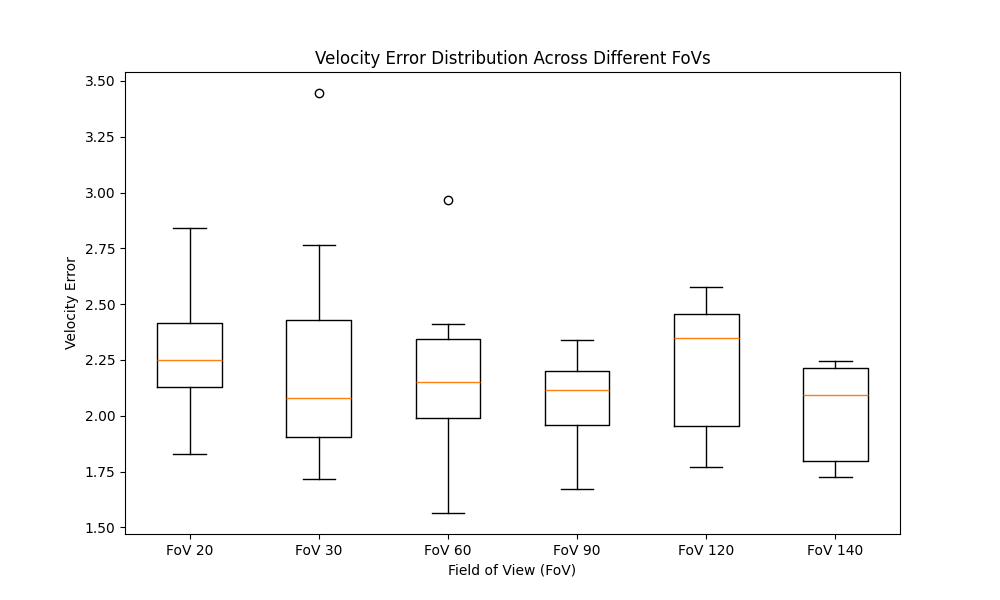 Velocity Error Distribution Across Different FoVs
3.50
3.25
3.00
2.75
2.50
2.25
2.00
1.75
1.50
Velocity Error
FoV 20
FoV 30
FoV 60
FoV 90
FoV 120
FoV 140
Field of View (FoV)